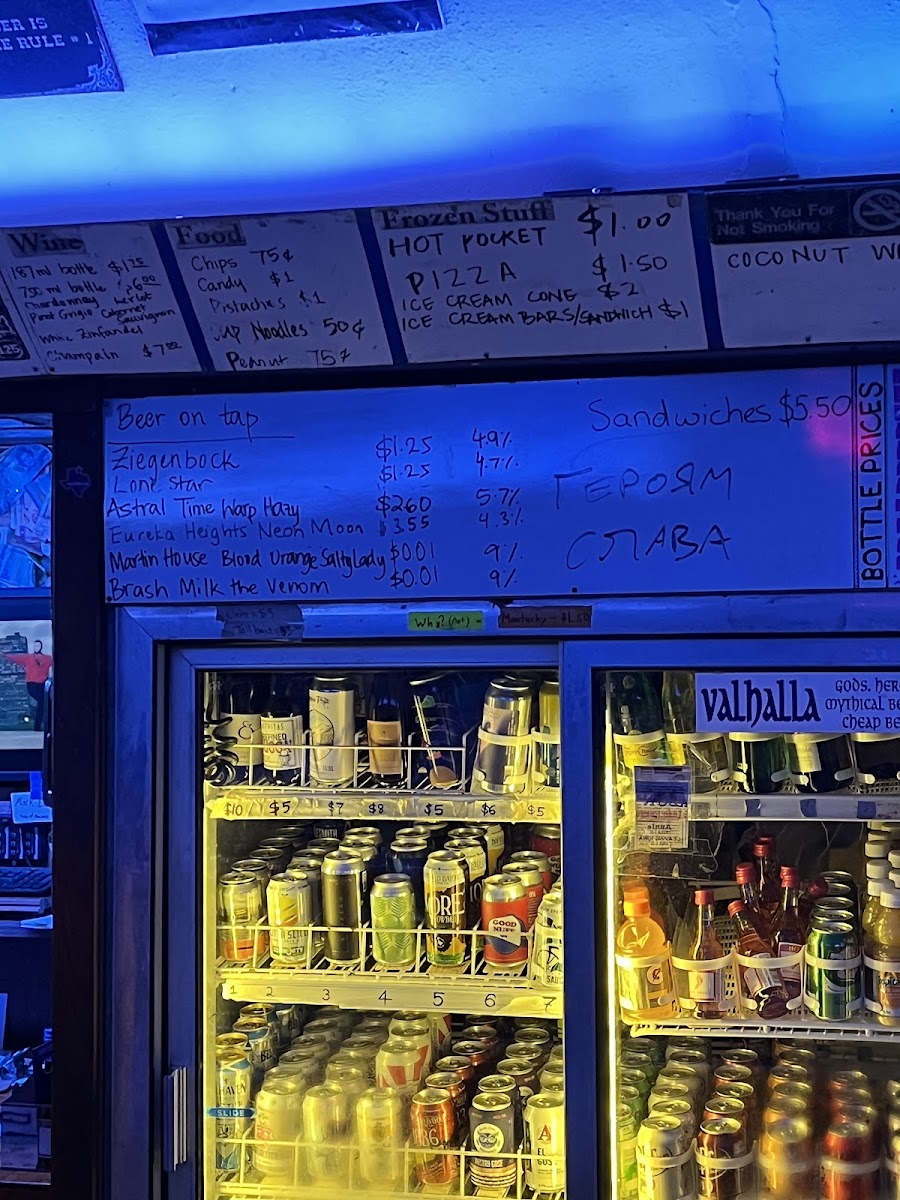 ER IS
E RULE " 1
Wine
187ml bottle $1.25
750 ml bottle $6.00
Chardonnay Merlot
Pinot Grigio Cabernet
Sauvignon
White Zinfandel
Champain $7.00
Food
Chips 75¢
Candy $1
Pistachios $1
Cup Noodles 50¢
Peanut 75¢
Frozen Stuff
HOT POCKET $1.00
PIZZA $1.50
ICE CREAM CONE $2
ICE CREAM BARS/SANDWICH $1
Thank You For
Not Smoking
COCONUT W
Beer on tap
Ziegenbock $1.25 4.9%
Lone Star $1.25 4.7%
Astral Time Warp Hazy $2.60 5.7%
Eureka Heights Neon Moon $3.55 4.3%
Martin House Blood Orange Salty Lady $0.01 9%
Brash Milk the Venom $0.01 9%
Sandwiches $5.50
ГЕРОЯМ
СЛАВА
BOTTLE PRICES
valhalla
GODS. HER
MYTHICAL BE
CHEAP BE
$10 $5 $7 $8 $5 $6 $5
GOOD
1 2 3 4 5 6 7
SLIDE
EL